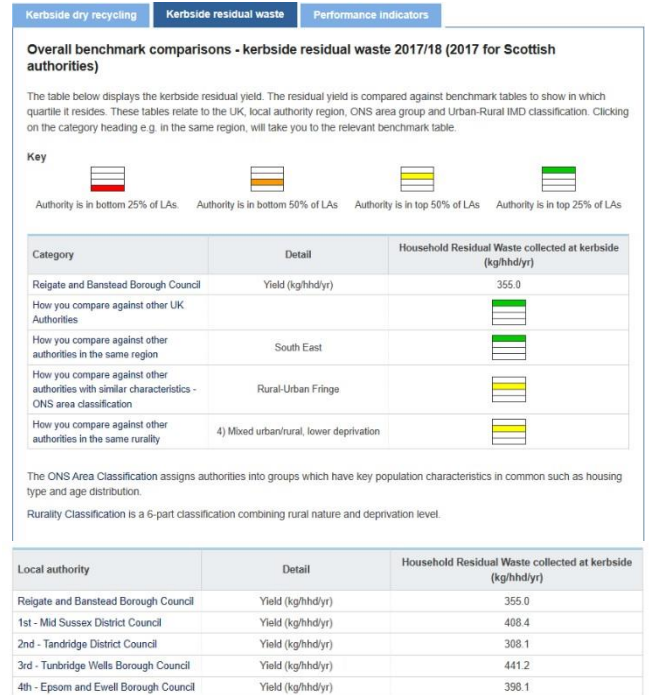 Kerbside dry recycling Kerbside residual waste Performance indicators
Overall benchmark comparisons - kerbside residual waste 2017/18 (2017 for Scottish
authorities)
The table below displays the kerbside residual yield. The residual yield is compared against benchmark tables to show in which
quartile it resides. These tables relate to the UK, local authority region, ONS area group and Urban-Rural IMD classification. Clicking
on the category heading e.g. in the same region, will take you to the relevant benchmark table.
Key
Authority is in bottom 25% of LAs. Authority is in bottom 50% of LAs Authority is in top 50% of LAs Authority is in top 25% of LAs
Category Detail Household Residual Waste collected at kerbside
(kg/hhd/yr)
Reigate and Banstead Borough Council Yield (kg/hhd/yr) 355.0
How you compare against other UK
Authorities
How you compare against other
authorities in the same region South East
How you compare against other
authorities with similar characteristics - Rural-Urban Fringe
ONS area classification
How you compare against other
authorities in the same rurality 4) Mixed urban/rural, lower deprivation
The ONS Area Classification assigns authorities into groups which have key population characteristics in common such as housing
type and age distribution.
Rurality Classification is a 6-part classification combining rural nature and deprivation level.
Local authority Detail Household Residual Waste collected at kerbside
(kg/hhd/yr)
Reigate and Banstead Borough Council Yield (kg/hhd/yr) 355.0
1st - Mid Sussex District Council Yield (kg/hhd/yr) 408.4
2nd - Tandridge District Council Yield (kg/hhd/yr) 308.1
3rd - Tunbridge Wells Borough Council Yield (kg/hhd/yr) 441.2
4th - Epsom and Ewell Borough Council Yield (kg/hhd/yr) 398.1